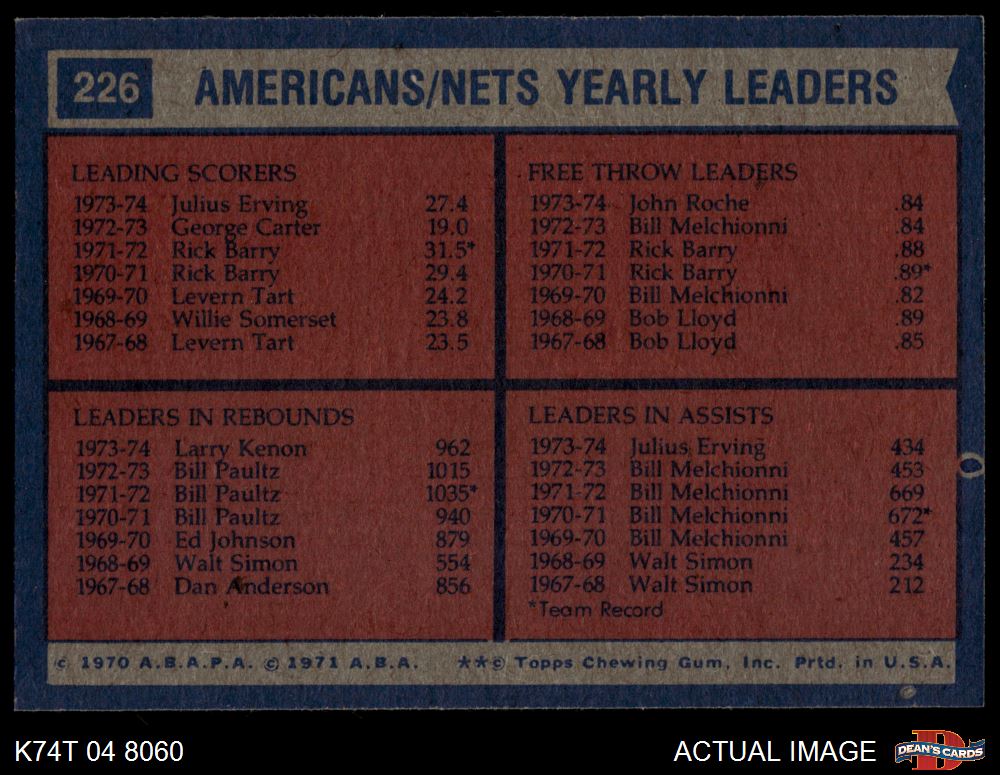 226 AMERICANS/NETS YEARLY LEADERS
LEADING SCORERS
1973-74 Julius Erving 27.4
1972-73 George Carter 19.0
1971-72 Rick Barry 31.5*
1970-71 Rick Barry 29.4
1969-70 Levern Tart 24.2
1968-69 Willie Somerset 23.8
1967-68 Levern Tart 23.5
FREE THROW LEADERS
1973-74 John Roche .84
1972-73 Bill Melchionni .84
1971-72 Rick Barry .88
1970-71 Rick Barry .89*
1969-70 Bill Melchionni .82
1968-69 Bob Lloyd .89
1967-68 Bob Lloyd .85
LEADERS IN REBOUNDS
1973-74 Larry Kenon 962
1972-73 Bill Paultz 1015
1971-72 Bill Paultz 1035*
1970-71 Bill Paultz 940
1969-70 Ed Johnson 879
1968-69 Walt Simon 554
1967-68 Dan Anderson 856
LEADERS IN ASSISTS
1973-74 Julius Erving 434
1972-73 Bill Melchionni 453
1971-72 Bill Melchionni 669
1970-71 Bill Melchionni 672*
1969-70 Bill Melchionni 457
1968-69 Walt Simon 234
1967-68 Walt Simon 212
*Team Record
© 1970 A.B.A.P.A. © 1971 A.B.A. **© Topps Chewing Gum, Inc. Prtd. in U.S.A.
K74T 04 8060 ACTUAL IMAGE DEAN'S CARDS